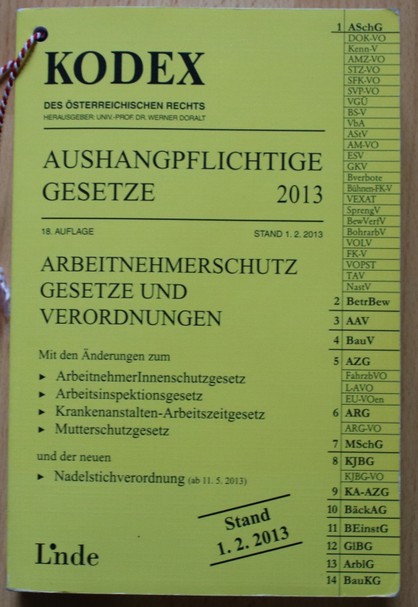 KODEX
DES ÖSTERREICHISCHEN RECHTS
HERAUSGEBER: UNIV.-PROF. DR. WERNER DORALT
AUSHANGPFLICHTIGE
GESETZE 2013
18. AUFLAGE STAND 1. 2. 2013
ARBEITNEHMERSCHUTZ
GESETZE UND
VERORDNUNGEN
Mit den Änderungen zum
► ArbeitnehmerInnenschutzgesetz
► Arbeitsinspektionsgesetz
► Krankenanstalten-Arbeitszeitgesetz
► Mutterschutzgesetz
und der neuen
► Nadelstichverordnung (ab 11. 5. 2013)
Stand
1. 2. 2013
Linde
1 ASchG
DOK-VO
Kenn-V
AMZ-VO
STZ-VO
SFK-VO
SVP-VO
VGÜ
BS-V
VbA
AStV
AM-VO
ESV
GKV
Bverbote
Bühnen-FK-V
VEXAT
SprengV
BewVerfV
BohrarbV
VOLV
FK-V
VOPST
TAV
NastV
2 BetrBew
3 AAV
4 BauV
5 AZG
FahrzbVO
L-AVO
EU-VOen
6 ARG
ARG-VO
7 MSchG
8 KJBG
KJBG-VO
9 KA-AZG
10 BäckAG
11 BEinstG
12 GlBG
13 ArbIG
14 BauKG